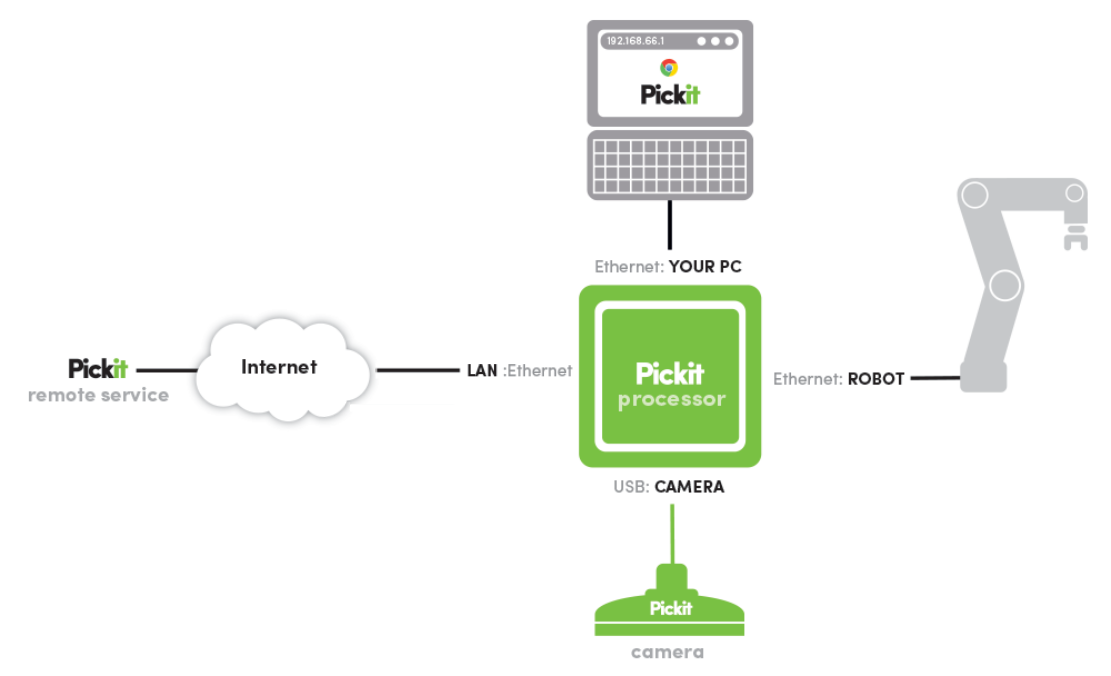 192.168.66.1
Pickit
Ethernet: YOUR PC
Pickit
remote service
Internet
LAN :Ethernet
Pickit
processor
Ethernet: ROBOT
USB: CAMERA
Pickit
camera